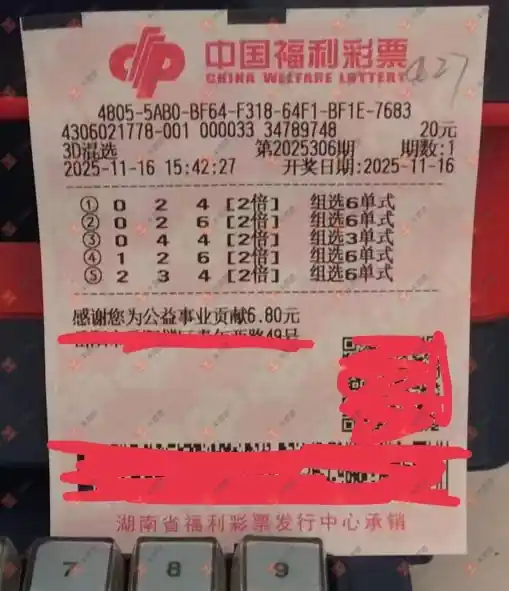 中国福利彩票
CHINA WELFARE LOTTERY
4805-5AB0-BF64-F318-64F1-BF1E-7683
4306021778-001 000033 34789748 20元
3D混选 第2025306期 期数:1
2025-11-16 15:42:27 开奖日期:2025-11-16
① 0 2 4 [2倍] 组选6单式
② 0 2 6 [2倍] 组选6单式
③ 0 4 4 [2倍] 组选3单式
④ 1 2 6 [2倍] 组选6单式
⑤ 2 3 4 [2倍] 组选6单式
感谢您为公益事业贡献6.80元
路49号
湖南省福利彩票发行中心承销
7 8 9